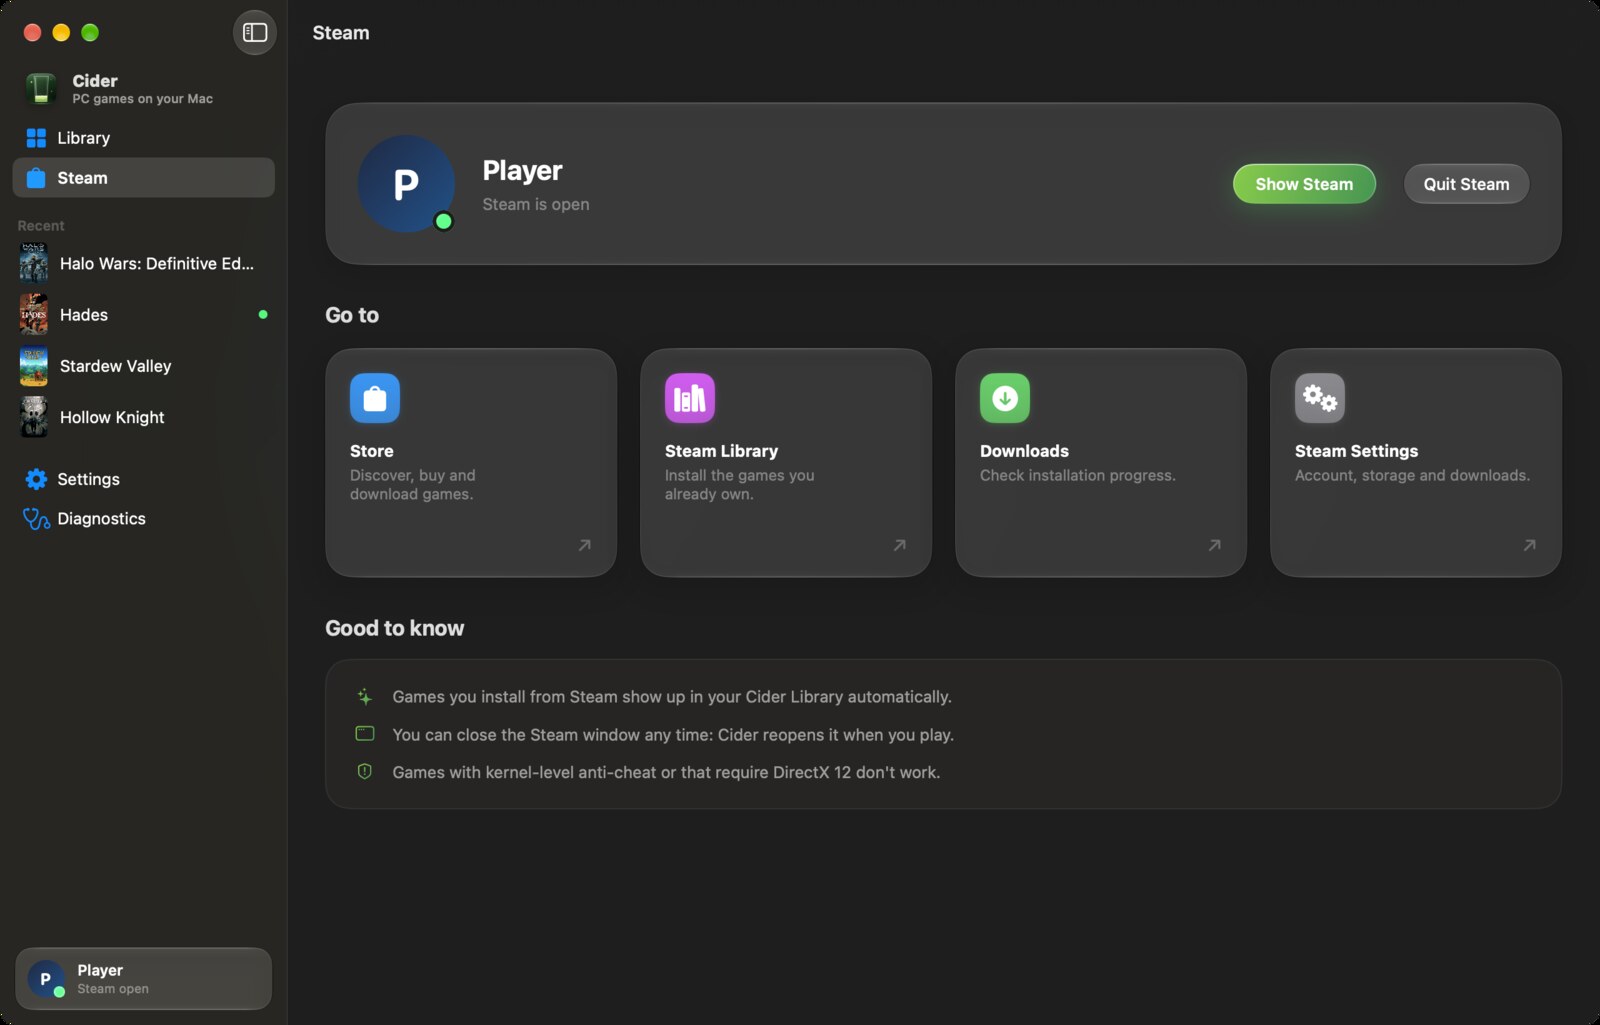 Steam
Cider
PC games on your Mac
Library
Steam
Recent
Halo Wars: Definitive Ed...
HADES
Hades
Stardew Valley
Hollow Knight
Settings
Diagnostics
P
Player
Steam open
P
Player
Steam is open
Show Steam
Quit Steam
Go to
Store
Discover, buy and
download games.
Steam Library
Install the games you
already own.
Downloads
Check installation progress.
Steam Settings
Account, storage and downloads.
Good to know
Games you install from Steam show up in your Cider Library automatically.
You can close the Steam window any time: Cider reopens it when you play.
Games with kernel-level anti-cheat or that require DirectX 12 don't work.